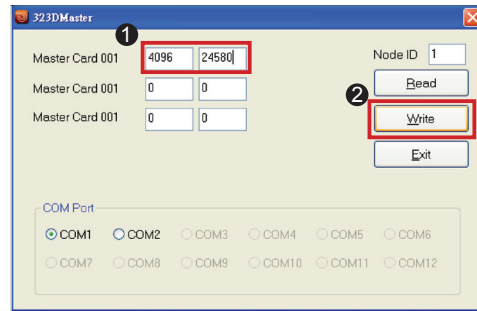 323DMaster
1
Master Card 001 4096 24580 Node ID 1
Master Card 001 0 0 Read
Master Card 001 0 0 2 Write
Exit
COM Port
COM1 COM2 COM3 COM4 COM5 COM6
COM7 COM8 COM9 COM10 COM11 COM12